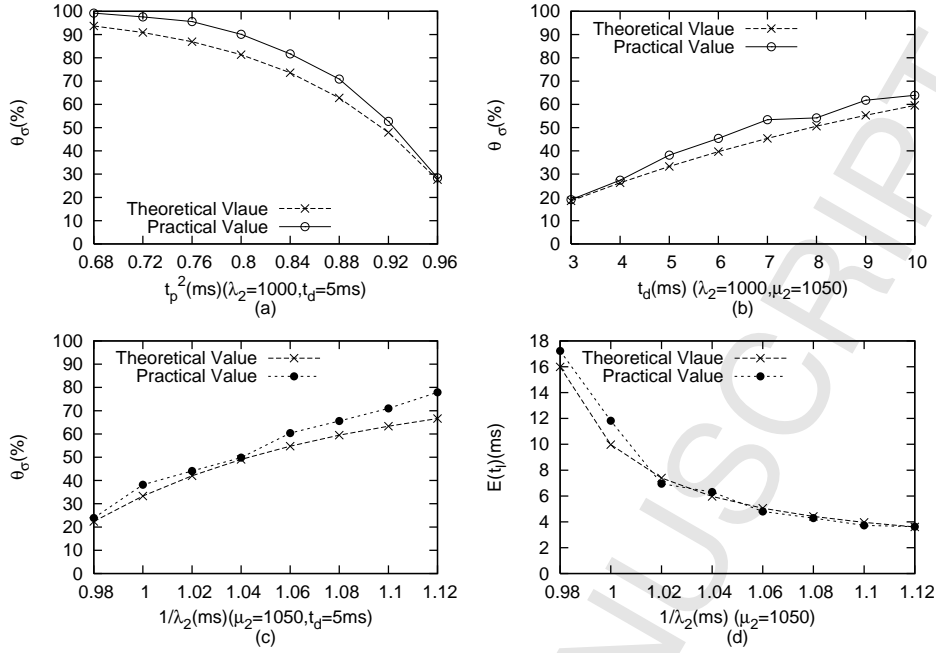 100
90
80
70
60
50
40
30
20
10
0
θσ(%)
Theoretical Vlaue
Practical Value
0.68 0.72 0.76 0.8 0.84 0.88 0.92 0.96
t_p^2(ms)(λ2=1000,t_d=5ms)
(a)
100
90
80
70
60
50
40
30
20
10
0
θ σ(%)
Theoretical Vlaue
Practical Value
3 4 5 6 7 8 9 10
t_d(ms) (λ2=1000,μ2=1050)
(b)
100
90
80
70
60
50
40
30
20
10
0
θσ(%)
Theoretical Value
Practical Value
0.98 1 1.02 1.04 1.06 1.08 1.1 1.12
1/λ2(ms)(μ2=1050,t_d=5ms)
(c)
18
16
14
12
10
8
6
4
2
0
E(t_l)(ms)
Theoretical Vlaue
Practical Value
0.98 1 1.02 1.04 1.06 1.08 1.1 1.12
1/λ2(ms) (μ2=1050)
(d)
NUSCRIPT